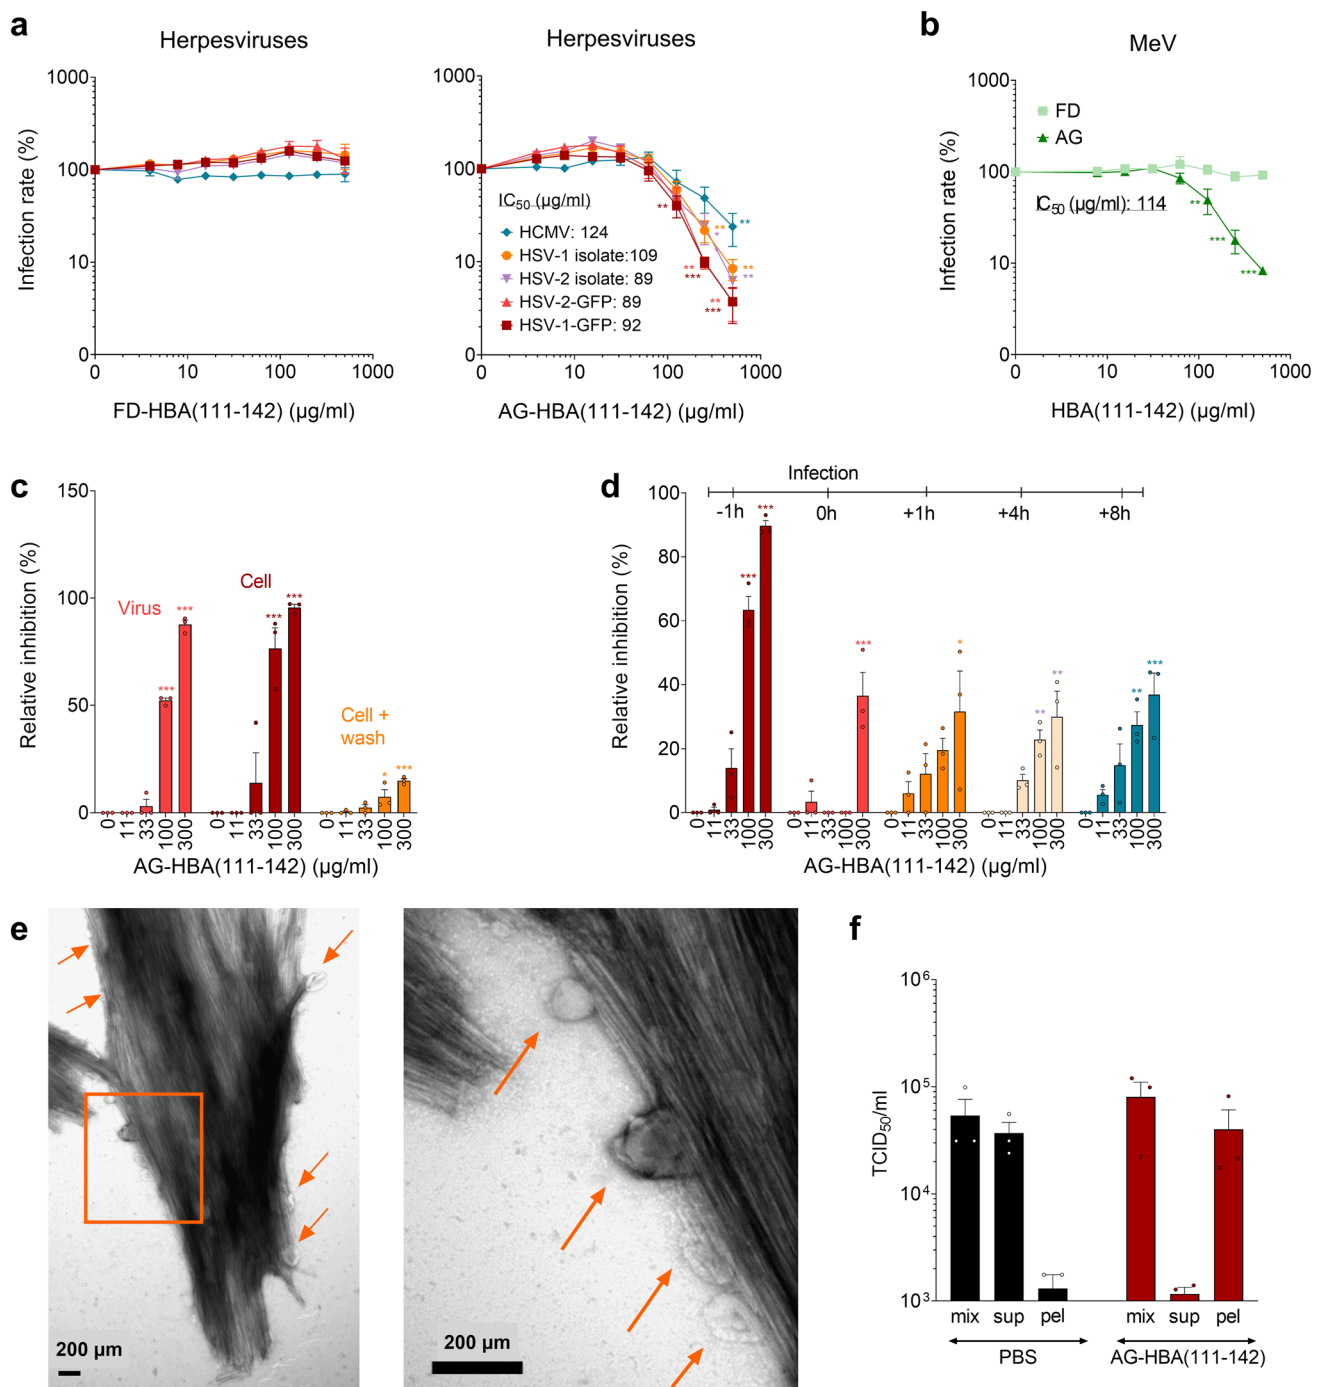 a
Herpesviruses
Herpesviruses
Infection rate (%)
1000
100
10
0
0
10
100
1000
FD-HBA(111-142) (µg/ml)
1000
100
10
0
IC50 (µg/ml)
HCMV: 124
HSV-1 isolate:109
HSV-2 isolate: 89
HSV-2-GFP: 89
HSV-1-GFP: 92
**
**
**
*
*
**
***
**
**
**
***
0
10
100
1000
AG-HBA(111-142) (µg/ml)
b
MeV
Infection rate (%)
1000
100
10
0
FD
AG
IC50 (µg/ml): 114
**
***
***
0
10
100
1000
HBA(111-142) (µg/ml)
c
Relative inhibition (%)
150
100
50
0
Virus
Cell
Cell +
wash
***
***
***
***
*
***
0 11 33 100 300
0 11 33 100 300
0 11 33 100 300
AG-HBA(111-142) (µg/ml)
d
Infection
-1h
0h
+1h
+4h
+8h
Relative inhibition (%)
100
80
60
40
20
0
***
***
***
*
**
**
**
***
0 11 33 100 300
0 11 33 100 300
0 11 33 100 300
0 11 33 100 300
0 11 33 100 300
AG-HBA(111-142) (µg/ml)
e
200 µm
200 µm
f
TCID50/ml
10⁶
10⁵
10⁴
10³
mix sup pel
mix sup pel
PBS
AG-HBA(111-142)